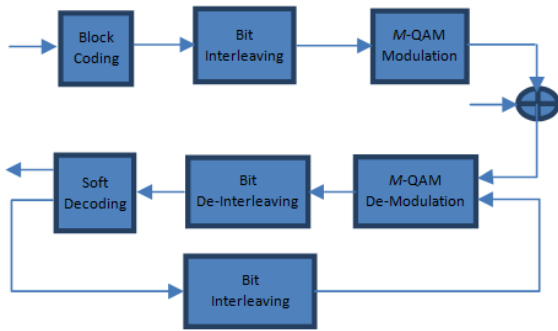 Block
Coding
Bit
Interleaving
M-QAM
Modulation
Soft
Decoding
Bit
De-Interleaving
M-QAM
De-Modulation
Bit
Interleaving